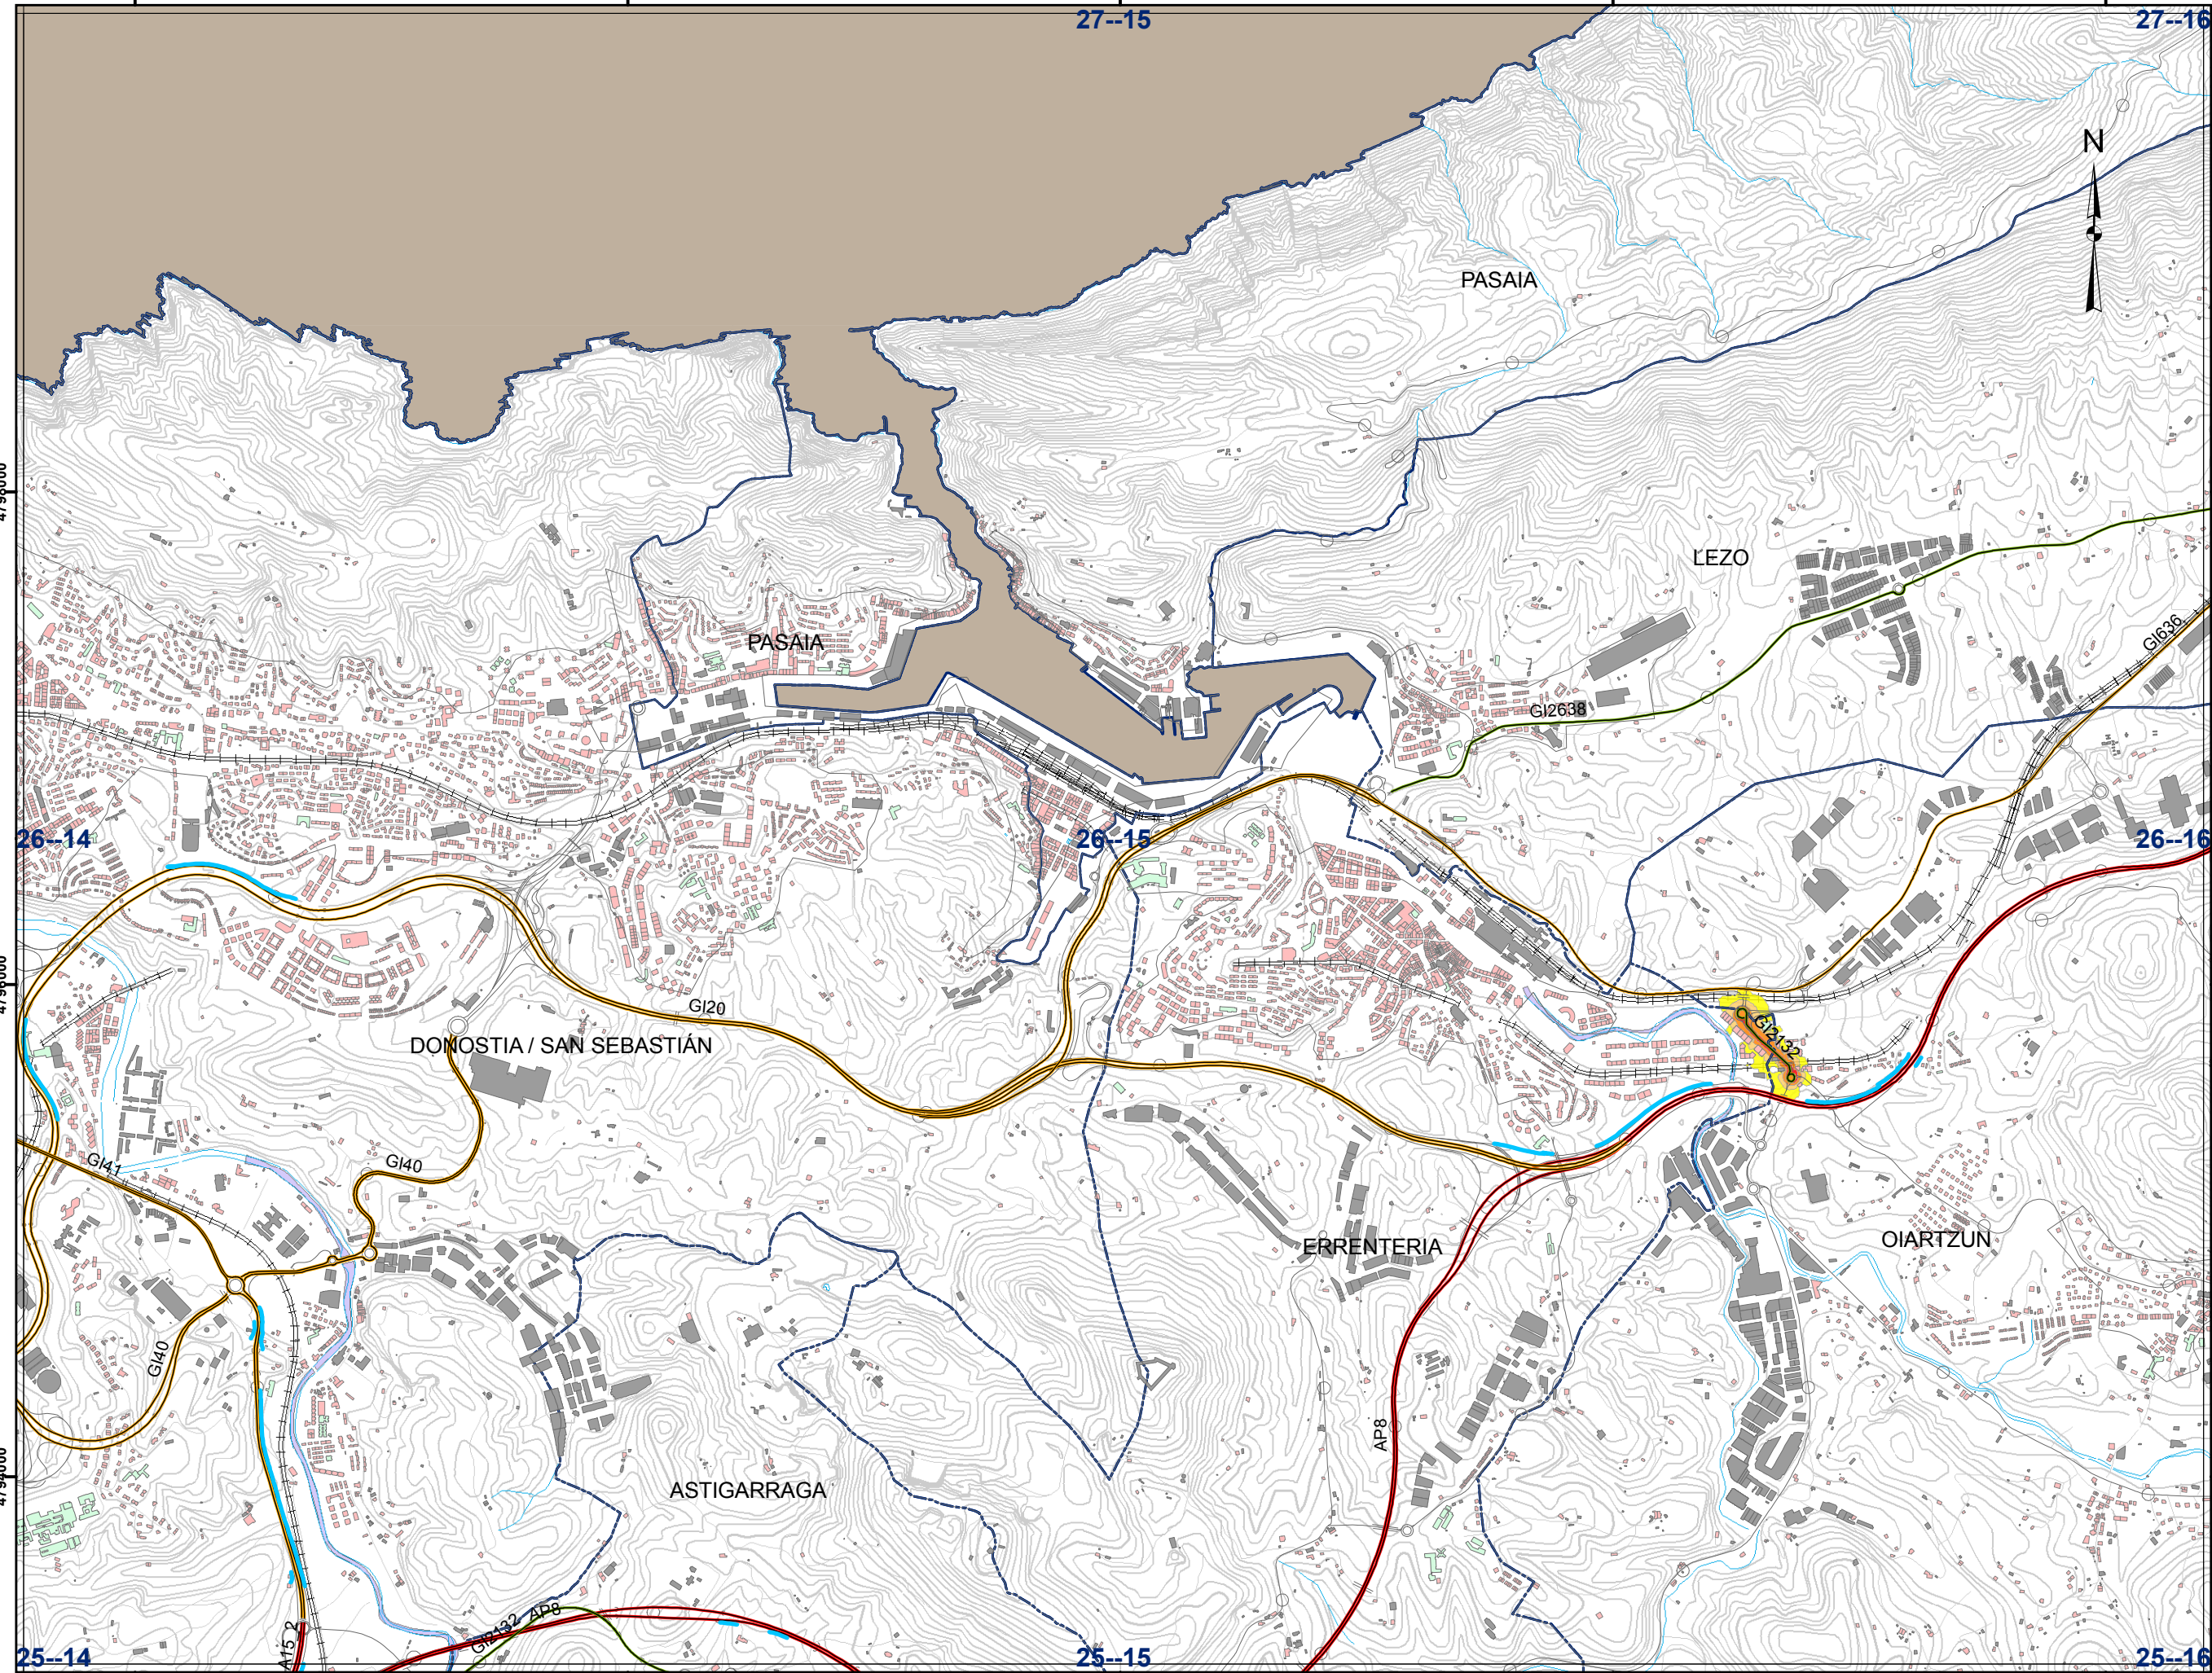 27--15
27--16
N
PASAIA
LEZO
GI636
PASAIA
GI2638
26--14
26--15
26--16
GI20
GI2132
DONOSTIA / SAN SEBASTIÁN
GI41
GI40
OIARTZUN
ERRENTERIA
GI40
AP8
ASTIGARRAGA
GI2132
AP8
A15_2
25--14
25--15
25--16